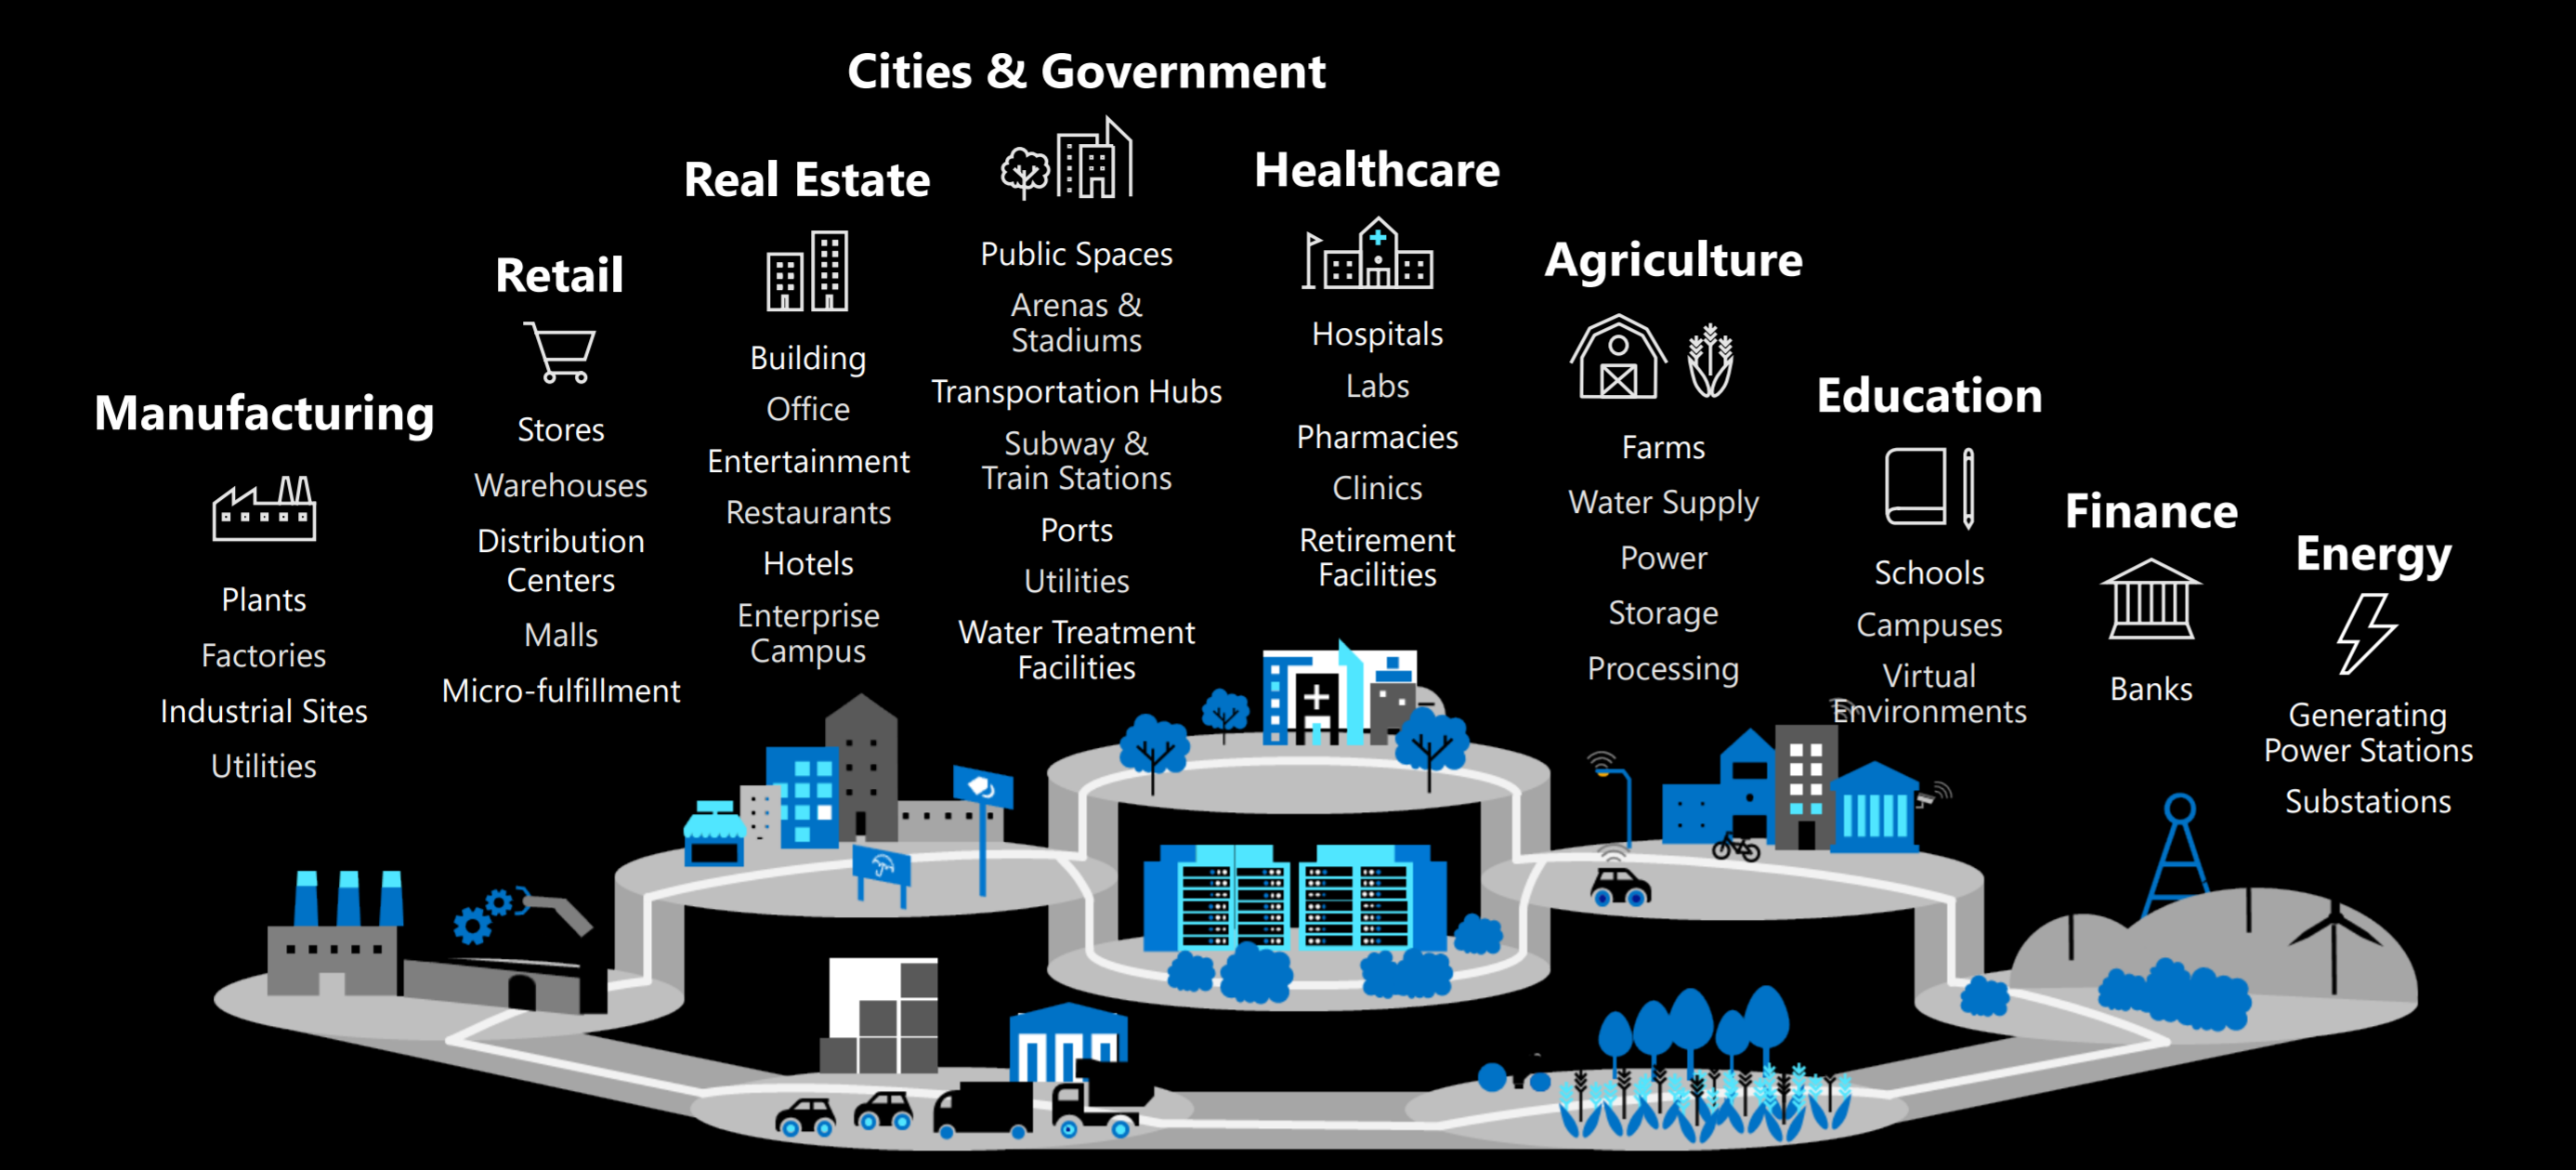 Cities & Government
Public Spaces
Arenas &
Stadiums
Transportation Hubs
Subway &
Train Stations
Ports
Utilities
Water Treatment
Facilities
Real Estate
Building
Office
Entertainment
Restaurants
Hotels
Enterprise
Campus
Healthcare
Hospitals
Labs
Pharmacies
Clinics
Retirement
Facilities
Retail
Stores
Warehouses
Distribution
Centers
Malls
Micro-fulfillment
Agriculture
Farms
Water Supply
Power
Storage
Processing
Manufacturing
Plants
Factories
Industrial Sites
Utilities
Education
Schools
Campuses
Virtual
Environments
Finance
Banks
Energy
Generating
Power Stations
Substations